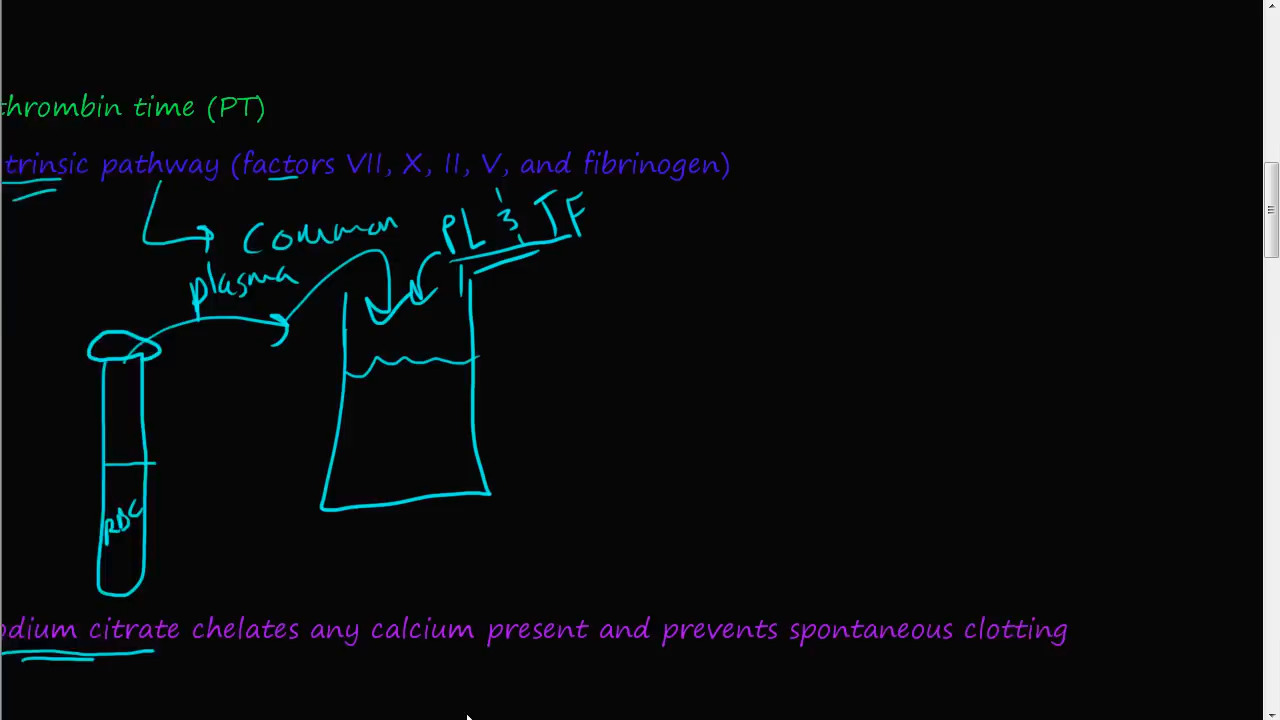 thrombin time (PT)
trinsic pathway (factors VII, X, II, V, and fibrinogen)
Common
PL & TF
plasma
RBC
odium citrate chelates any calcium present and prevents spontaneous clotting